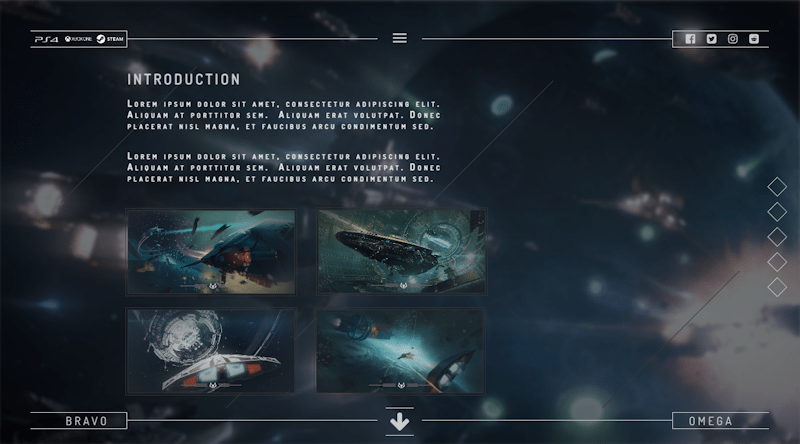 PS4 XBOX ONE STEAM
INTRODUCTION
Lorem ipsum dolor sit amet, consectetur adipiscing elit.
Aliquam at porttitor sem. Aliquam erat volutpat. Donec
placerat nisl magna, et faucibus arcu condimentum sed.
Lorem ipsum dolor sit amet, consectetur adipiscing elit.
Aliquam at porttitor sem. Aliquam erat volutpat. Donec
placerat nisl magna, et faucibus arcu condimentum sed.
BRAVO
OMEGA